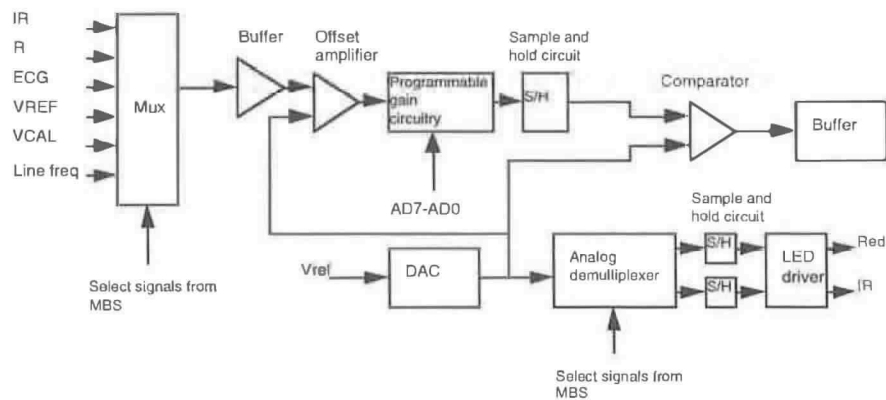 IR
R
ECG
VREF
VCAL
Line freq
Mux
Select signals from
MBS
Buffer
Offset
amplifier
Programmable
gain
circuitry
AD7-AD0
Sample and
hold circuit
S/H
Comparator
Buffer
Vref
DAC
Analog
demulliplexer
Select signals from
MBS
Sample and
hold circuit
S/H
S/H
LED
driver
Red
IR